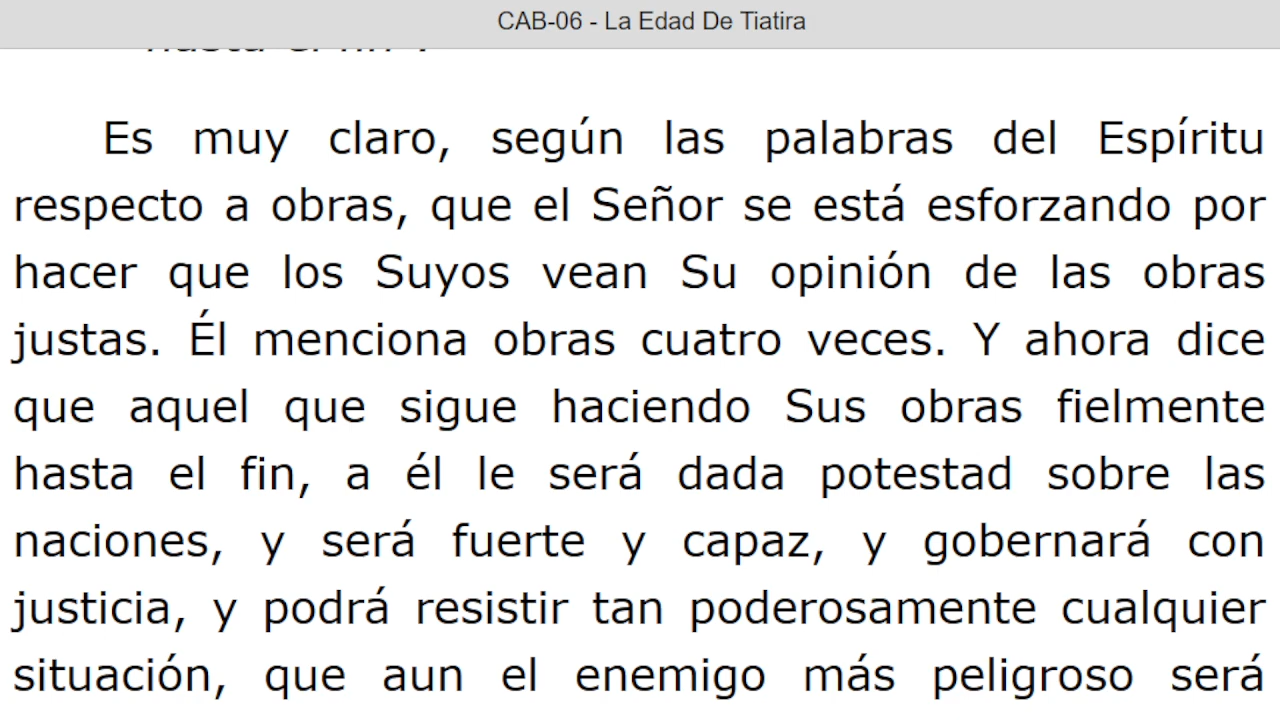 CAB-06 - La Edad De Tiatira
Es muy claro, según las palabras del Espíritu
respecto a obras, que el Señor se está esforzando por
hacer que los Suyos vean Su opinión de las obras
justas. Él menciona obras cuatro veces. Y ahora dice
que aquel que sigue haciendo Sus obras fielmente
hasta el fin, a él le será dada potestad sobre las
naciones, y será fuerte y capaz, y gobernará con
justicia, y podrá resistir tan poderosamente cualquier
situación, que aun el enemigo más peligroso será